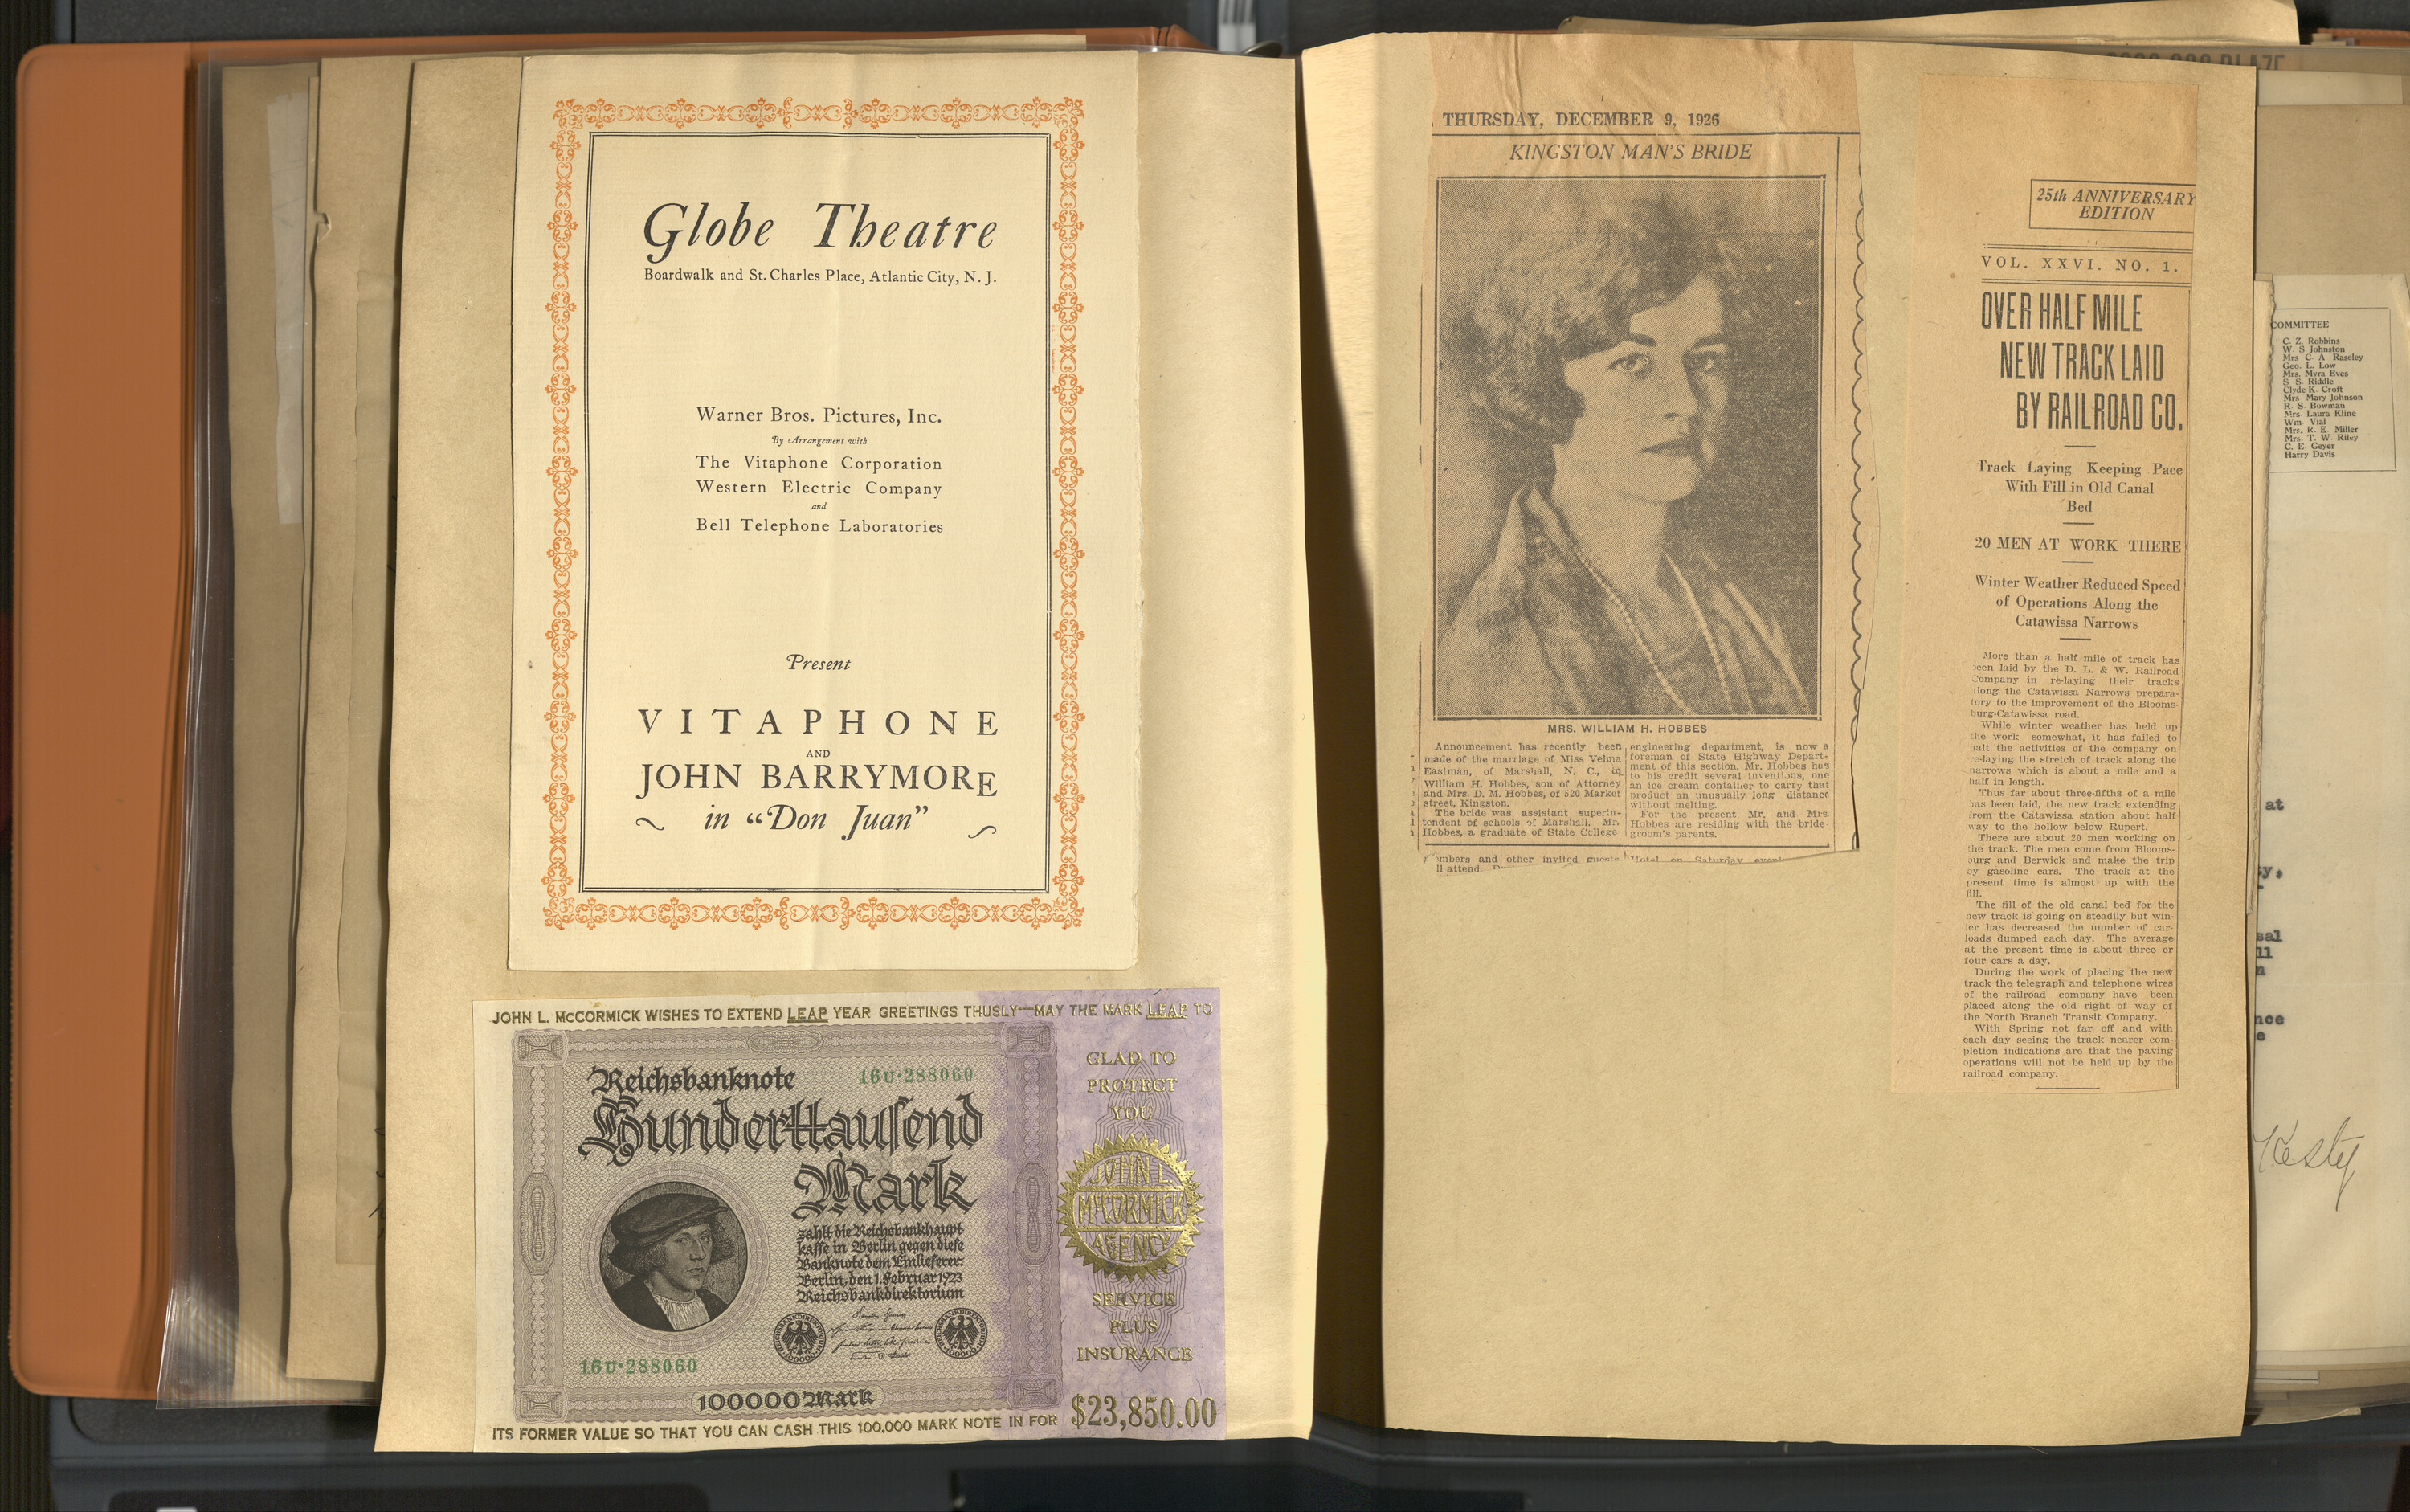 Globe Theatre
Boardwalk and St. Charles Place, Atlantic City, N. J.
Warner Bros. Pictures, Inc.
By Arrangement with
The Vitaphone Corporation
Western Electric Company
and
Bell Telephone Laboratories
Present
VITAPHONE
AND
JOHN BARRYMORE
in “Don Juan”
JOHN L. McCORMICK WISHES TO EXTEND LEAP YEAR GREETINGS THUSLY—MAY THE MARK LEAP TO
Reichsbanknote
16U·288060
Hunderttausend
Mark
zahlt die Reichsbankhaupt
kasse in Berlin gegen diese
Banknote dem Einlieferer.
Berlin, den 1. Februar 1923
Reichsbankdirektorium
16U·288060
100000 Mark
GLAD TO
PROTECT
YOU
JOHN L.
McCORMICK
AGENCY
SERVICE
PLUS
INSURANCE
ITS FORMER VALUE SO THAT YOU CAN CASH THIS 100,000 MARK NOTE IN FOR $23,850.00
THURSDAY, DECEMBER 9, 1926
KINGSTON MAN'S BRIDE
MRS. WILLIAM H. HOBBES
Announcement has recently been
made of the marriage of Miss Velma
Eastman, of Marshall, N. C., to
William H. Hobbes, son of Attorney
and Mrs. D. M. Hobbes, of 520 Market
street, Kingston.
The bride was assistant superin-
tendent of schools of Marshall. Mr.
Hobbes, a graduate of State College
engineering department, is now a
foreman of State Highway Depart-
ment of this section. Mr. Hobbes has
to his credit several inventions, one
an ice cream container to carry that
product an unusually long distance
without melting.
For the present Mr. and Mrs.
Hobbes are residing with the bride-
groom's parents.
mbers and other invited guests
ll attend.
Hotel on Saturday
25th ANNIVERSARY
EDITION
VOL. XXVI. NO. 1.
OVER HALF MILE
NEW TRACK LAID
BY RAILROAD CO.
Track Laying Keeping Pace
With Fill in Old Canal
Bed
20 MEN AT WORK THERE
Winter Weather Reduced Speed
of Operations Along the
Catawissa Narrows
More than a half mile of track has
been laid by the D. L. & W. Railroad
Company in re-laying their tracks
along the Catawissa Narrows prepara-
tory to the improvement of the Blooms-
burg-Catawissa road.
While winter weather has held up
the work somewhat, it has failed to
halt the activities of the company on
re-laying the stretch of track along the
narrows which is about a mile and a
half in length.
Thus far about three-fifths of a mile
has been laid, the new track extending
from the Catawissa station about half
way to the hollow below Rupert.
There are about 20 men working on
the track. The men come from Blooms-
burg and Berwick and make the trip
by gasoline cars. The track at the
present time is almost up with the
fill.
The fill of the old canal bed for the
new track is going on steadily but win-
ter has decreased the number of car-
loads dumped each day. The average
at the present time is about three or
four cars a day.
During the work of placing the new
track the telegraph and telephone wires
of the railroad company have been
placed along the old right of way of
the North Branch Transit Company.
With Spring not far off and with
each day seeing the track nearer com-
pletion indications are that the paving
operations will not be held up by the
railroad company.
COMMITTEE
C. Z. Robbins
W. S. Johnston
Mrs C. A Raseley
Geo. L. Low
Mrs. Myra Eves
S S. Riddle
Clyde K. Croft
Mrs Mary Johnson
R. S. Bowman
Mrs. Laura Kline
Wm Vial
Mrs. R. E. Miller
Mrs. T. W. Riley
C. E. Geyer
Harry Davis
at